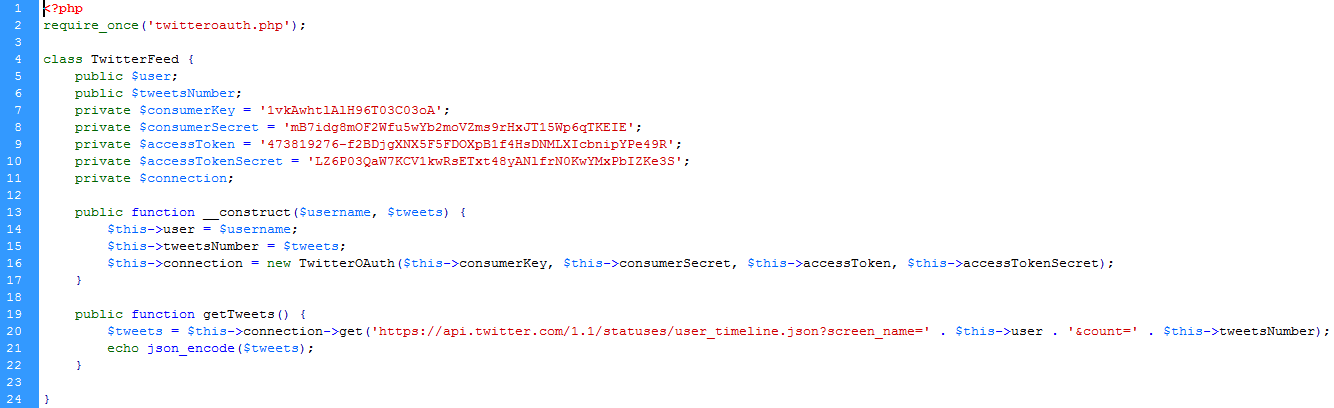 1 <?php
2 require_once('twitteroauth.php');
3
4 class TwitterFeed {
5     public $user;
6     public $tweetsNumber;
7     private $consumerKey = '1vkAwhtlAlH96T03C03oA';
8     private $consumerSecret = 'mB7idg8mOF2Wfu5wYb2moVZms9rHxJT15Wp6qTKEIE';
9     private $accessToken = '473819276-f2BDjgXNX5F5FDOXpB1f4HsDNMLXIcbnipYPe49R';
10     private $accessTokenSecret = 'LZ6P03QaW7KCV1kwRsETxt48yANlfrN0KwYMxPbIZKe3S';
11     private $connection;
12
13     public function __construct($username, $tweets) {
14         $this->user = $username;
15         $this->tweetsNumber = $tweets;
16         $this->connection = new TwitterOAuth($this->consumerKey, $this->consumerSecret, $this->accessToken, $this->accessTokenSecret);
17     }
18
19     public function getTweets() {
20         $tweets = $this->connection->get('https://api.twitter.com/1.1/statuses/user_timeline.json?screen_name=' . $this->user . '&count=' . $this->tweetsNumber);
21         echo json_encode($tweets);
22     }
23
24 }